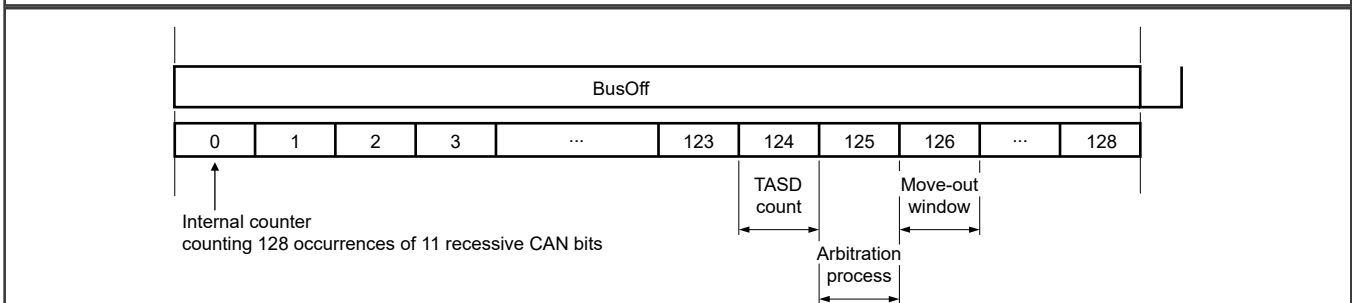 BusOff
0 1 2 3 ... 123 124 125 126 ... 128
TASD
count
Move-out
window
Internal counter
counting 128 occurrences of 11 recessive CAN bits
Arbitration
process